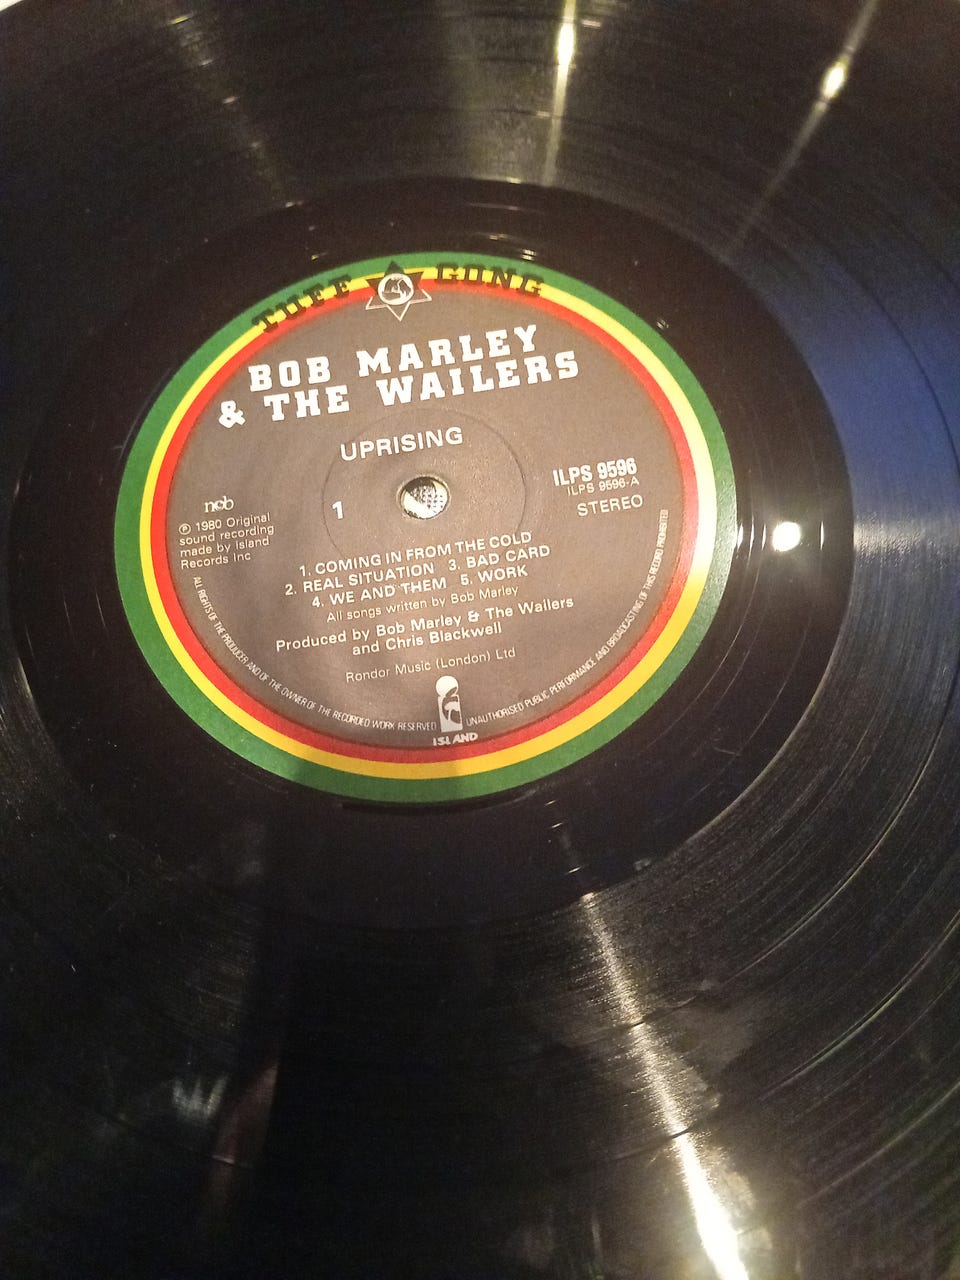 TUFF GONG
BOB MARLEY
& THE WAILERS
UPRISING
ILPS 9596
ILPS 9596-A
STEREO
ncb
1
℗ 1980 Original
sound recording
made by Island
Records Inc
1. COMING IN FROM THE COLD
2. REAL SITUATION 3. BAD CARD
4. WE AND THEM 5. WORK
All songs written by Bob Marley
Produced by Bob Marley & The Wailers
and Chris Blackwell
Rondor Music (London) Ltd
ALL RIGHTS OF THE PRODUCER AND OF THE OWNER OF THE RECORDED WORK RESERVED
UNAUTHORISED PUBLIC PERFORMANCE AND BROADCASTING OF THIS RECORD PROHIBITED
ISLAND